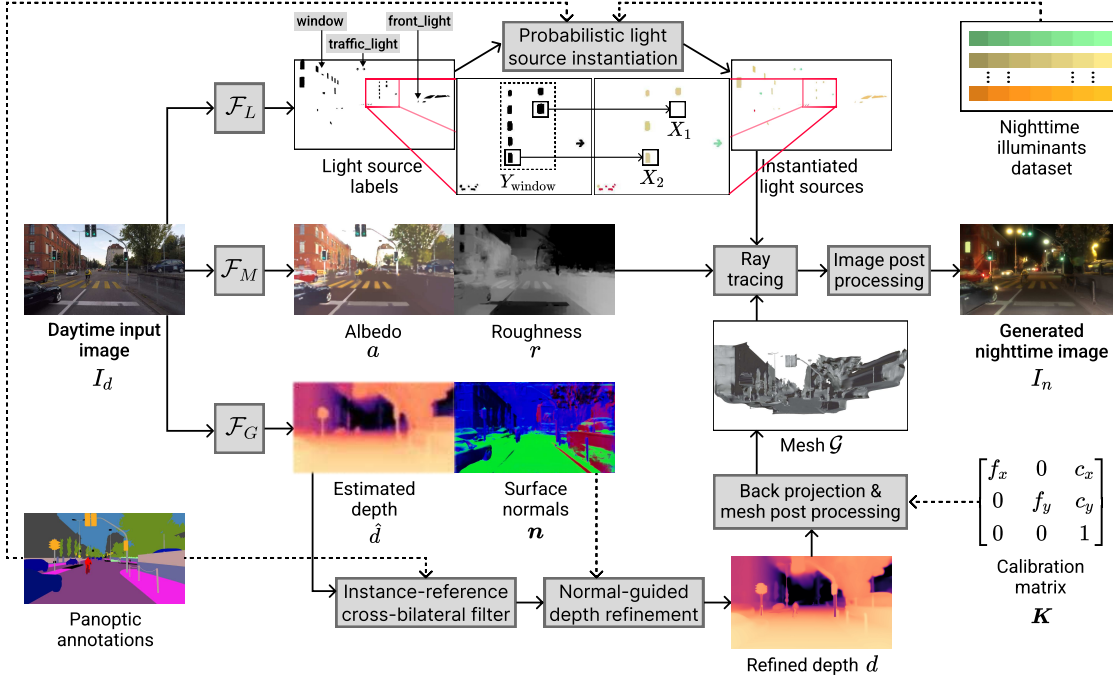 window
front_light
traffic_light
Probabilistic light
source instantiation
ℱ_L
X₁
X₂
Y_window
Light source
labels
Instantiated
light sources
Nighttime
illuminants
dataset
ℱ_M
Ray
tracing
Image post
processing
Daytime input
image
I_d
Albedo
a
Roughness
r
Generated
nighttime image
I_n
ℱ_G
Mesh 𝒢
Estimated
depth
d̂
Surface
normals
n
Back projection &
mesh post processing
f_x 0 c_x
0 f_y c_y
0 0 1
Calibration
matrix
K
Panoptic
annotations
Instance-reference
cross-bilateral filter
Normal-guided
depth refinement
Refined depth d